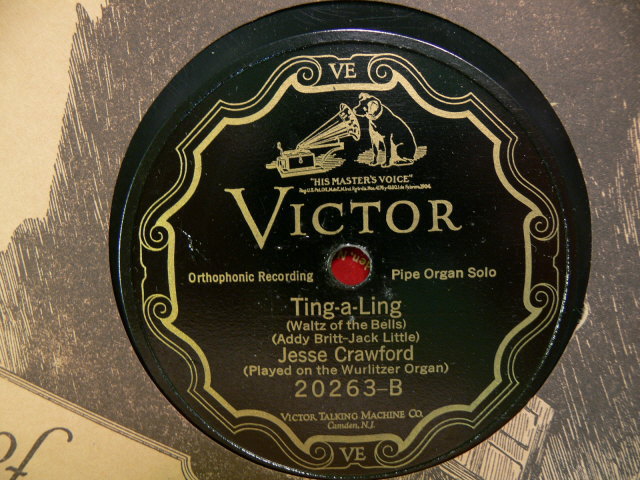 VE
"HIS MASTER'S VOICE"
VICTOR
Orthophonic Recording
Pipe Organ Solo
Ting-a-Ling
(Waltz of the Bells)
(Addy Britt-Jack Little)
Jesse Crawford
(Played on the Wurlitzer Organ)
20263-B
VICTOR TALKING MACHINE CO.
Camden, N.J.
VE